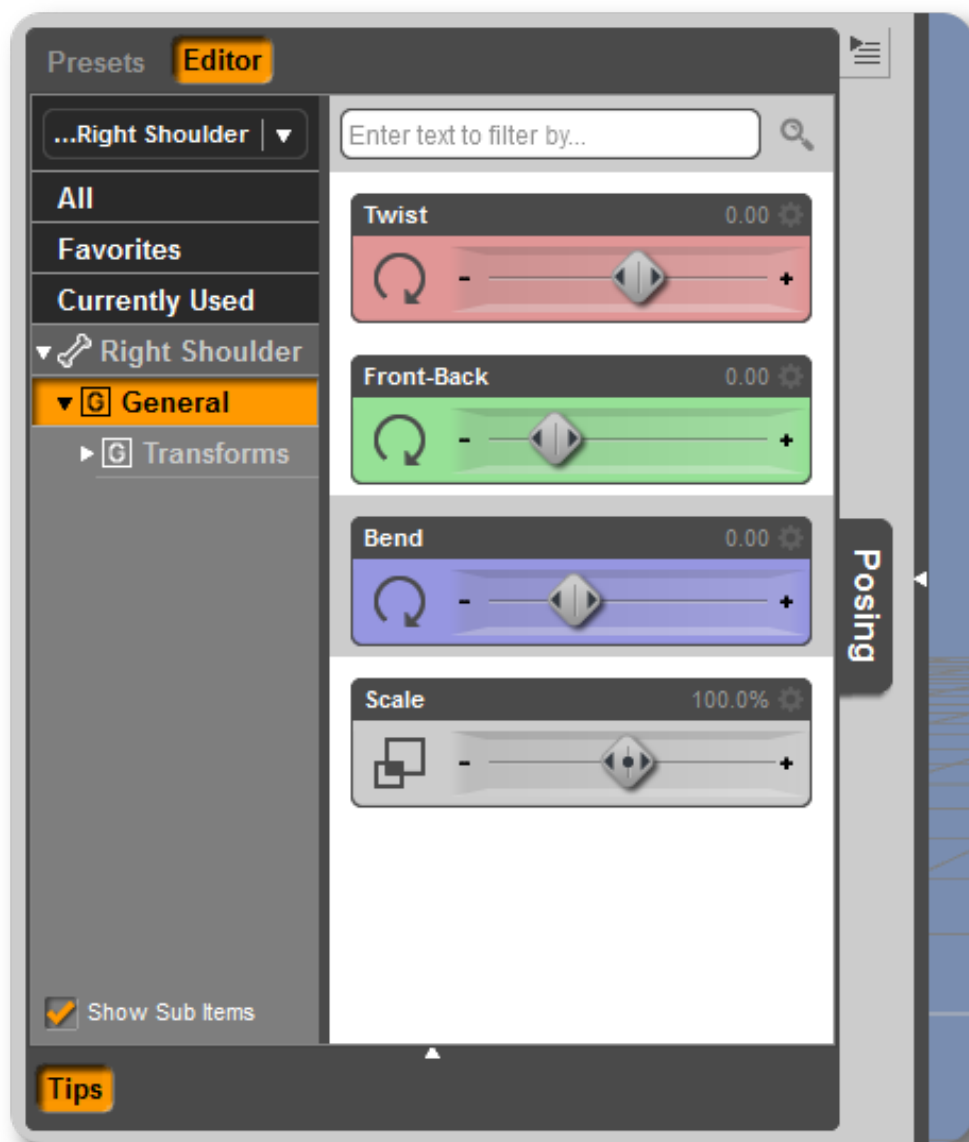 Presets Editor
...Right Shoulder
All
Favorites
Currently Used
Right Shoulder
G General
G Transforms
Show Sub Items
Tips
Enter text to filter by...
Twist 0.00
- +
Front-Back 0.00
- +
Bend 0.00
- +
Scale 100.0%
- +
Posing